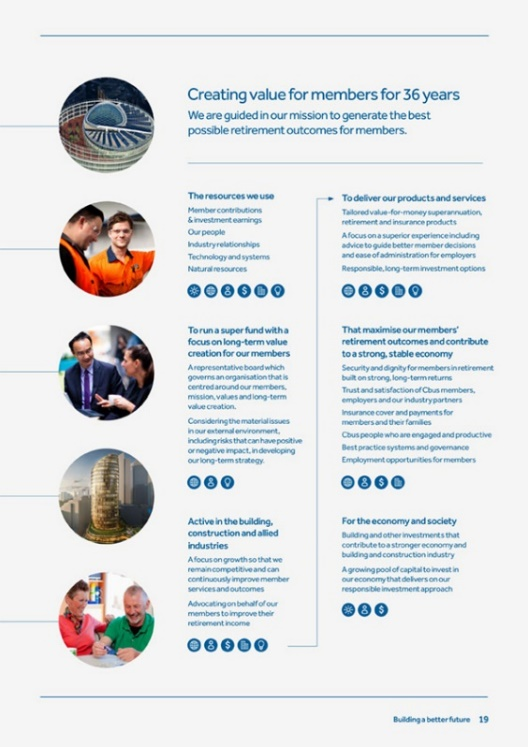 Creating value for members for 36 years
We are guided in our mission to generate the best
possible retirement outcomes for members.
The resources we use
Member contributions
& investment earnings
Our people
Industry relationships
Technology and systems
Natural resources
To run a super fund with a
focus on long-term value
creation for our members
A representative board which
governs an organisation that is
centred around our members,
mission, values and long-term
value creation.
Considering the material issues
in our external environment,
including risks that can have positive
or negative impact, in developing
our long-term strategy.
Active in the building,
construction and allied
industries
A focus on growth so that we
remain competitive and can
continuously improve member
services and outcomes
Advocating on behalf of our
members to improve their
retirement income
To deliver our products and services
Tailored value-for-money superannuation,
retirement and insurance products
A focus on a superior experience including
advice to guide better member decisions
and ease of administration for employers
Responsible, long-term investment options
That maximise our members'
retirement outcomes and contribute
to a strong, stable economy
Security and dignity for members in retirement
built on strong, long-term returns
Trust and satisfaction of Cbus members,
employers and our industry partners
Insurance cover and payments for
members and their families
Cbus people who are engaged and productive
Best practice systems and governance
Employment opportunities for members
For the economy and society
Building and other investments that
contribute to a stronger economy and
building and construction industry
A growing pool of capital to invest in
our economy that delivers on our
responsible investment approach
Building a better future 19